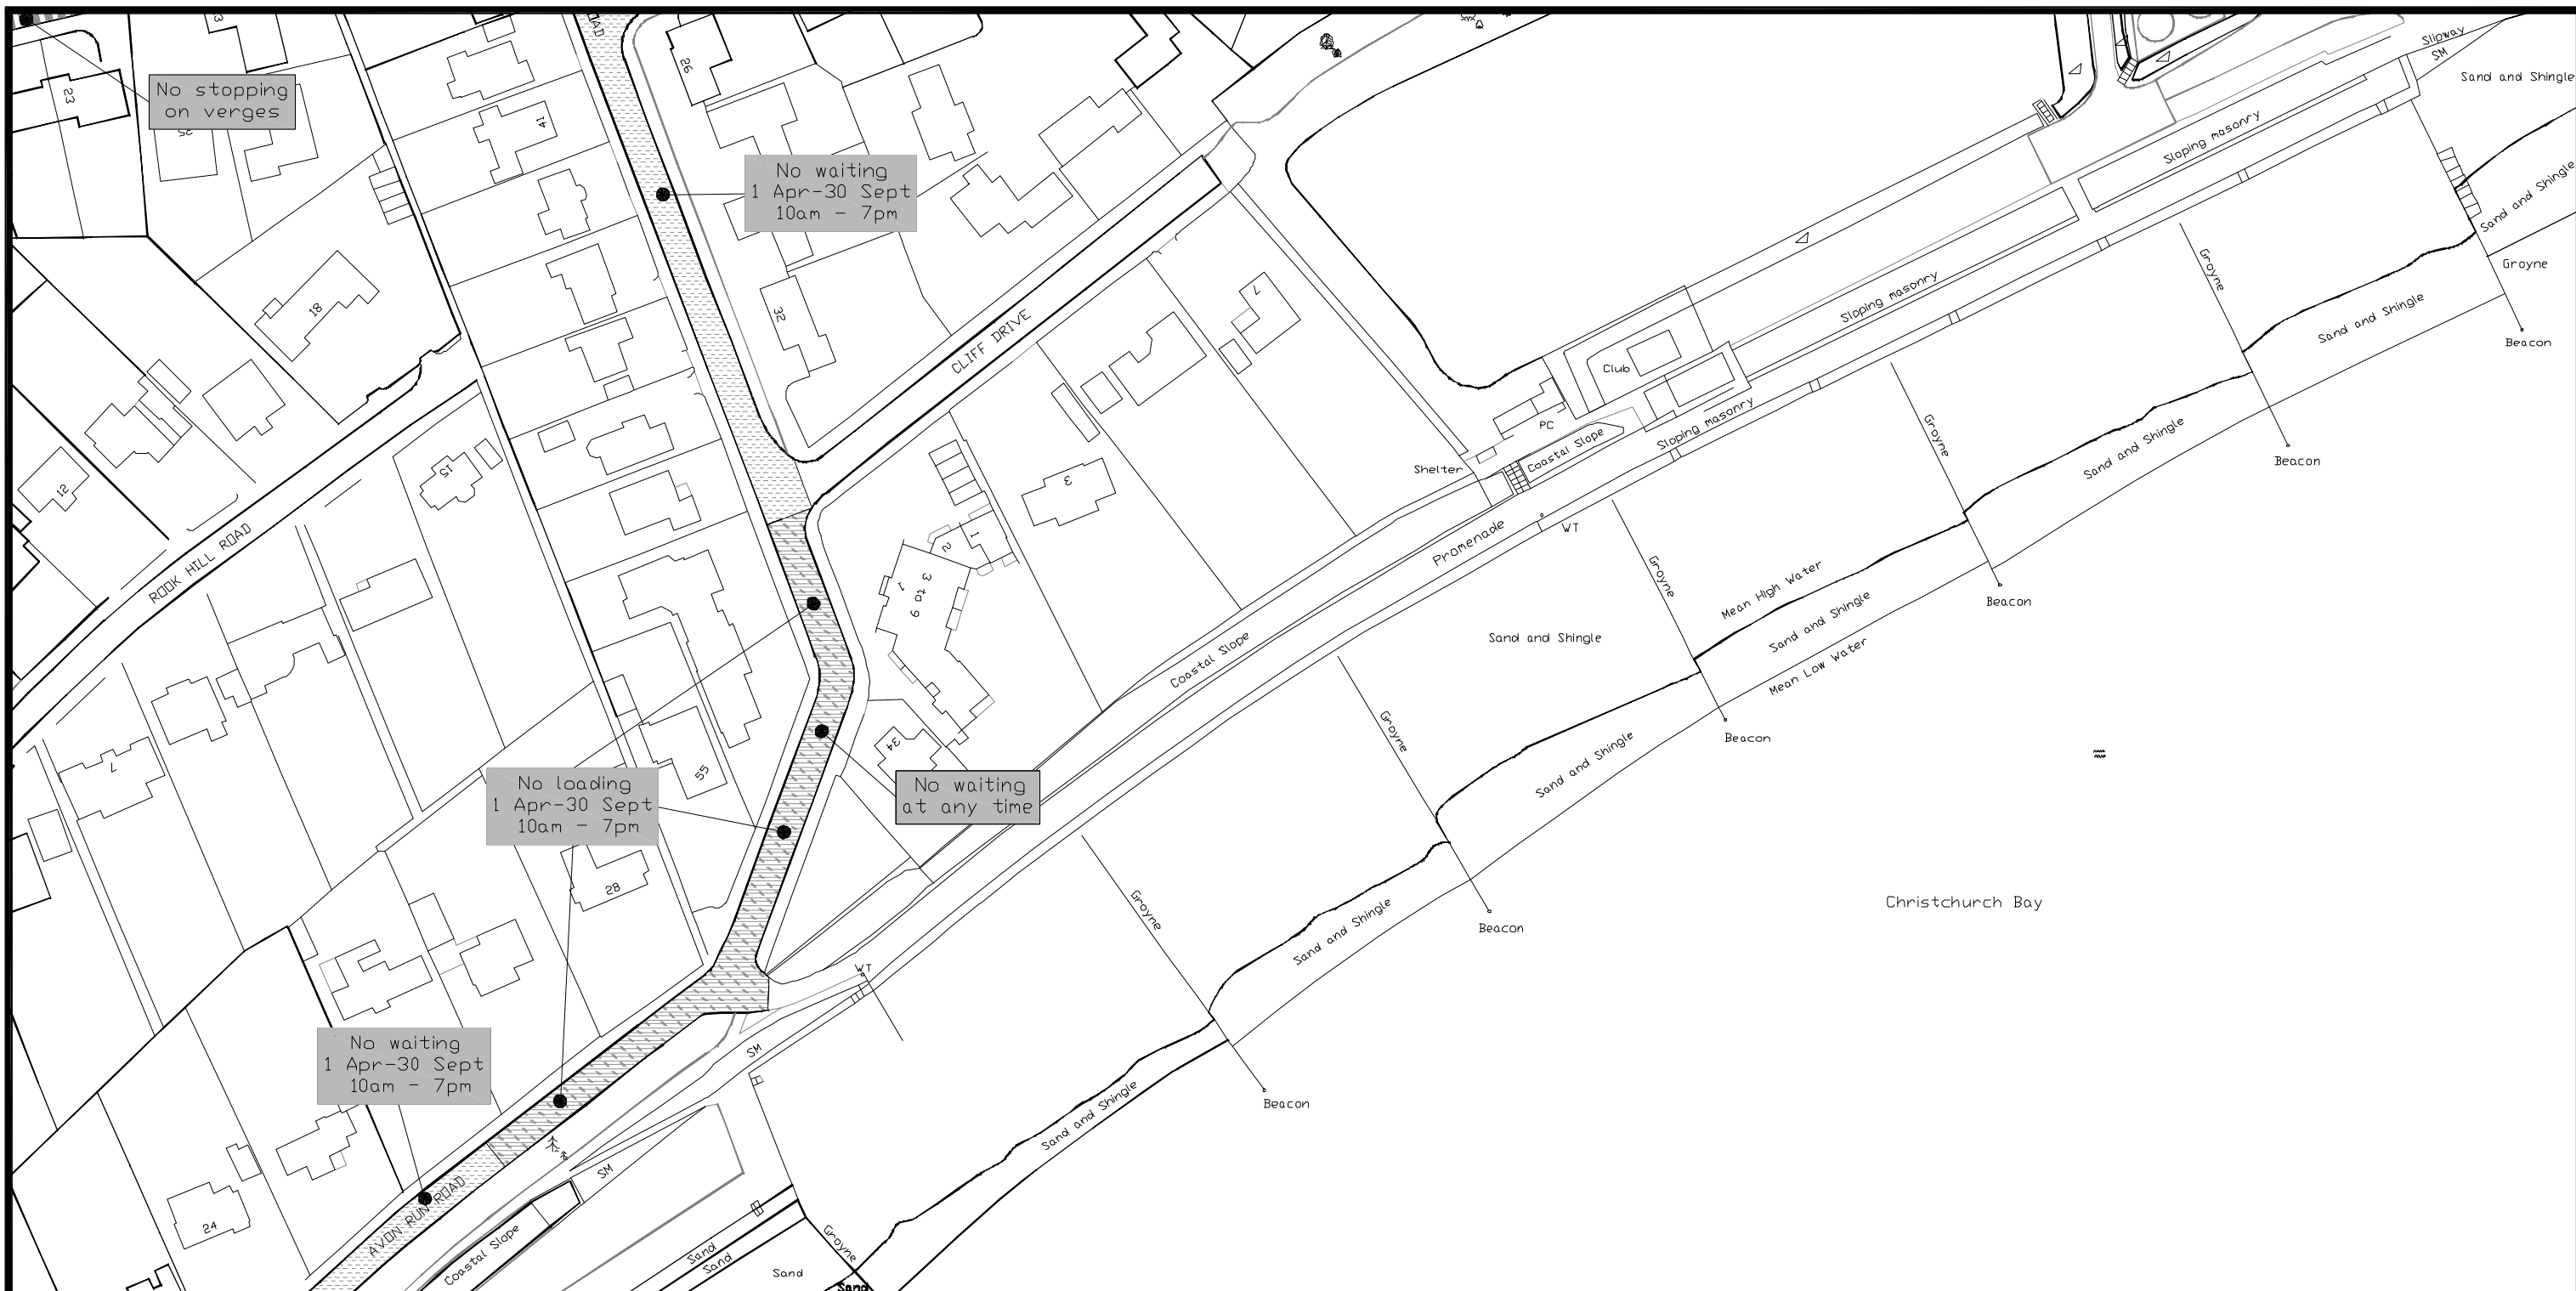 Slipway
SM
Sand and Shingle
23
No stopping
on verges
25
26
41
Sloping masonry
No waiting
1 Apr-30 Sept
10am - 7pm
Sand and Shingle
Groyne
Groyne
18
32
7
Sloping masonry
Sand and Shingle
Beacon
CLIFF DRIVE
Club
Sloping masonry
PC
Coastal Slope
Shelter
Groyne
Sand and Shingle
Beacon
15
12
3
ROOK HILL ROAD
Promenade
WT
1
2
3 to 9
1
Groyne
Mean High Water
Sand and Shingle
Beacon
Sand and Shingle
Coastal Slope
Mean Low Water
Groyne
Beacon
7
34
55
Sand and Shingle
No loading
1 Apr-30 Sept
10am - 7pm
No waiting
at any time
28
Groyne
Sand and Shingle
Beacon
Christchurch Bay
WT
No waiting
1 Apr-30 Sept
10am - 7pm
SM
Sand and Shingle
Beacon
SM
24
AVON RUN ROAD
Coastal Slope
Groyne
Sand
Sand
Sand
Sand